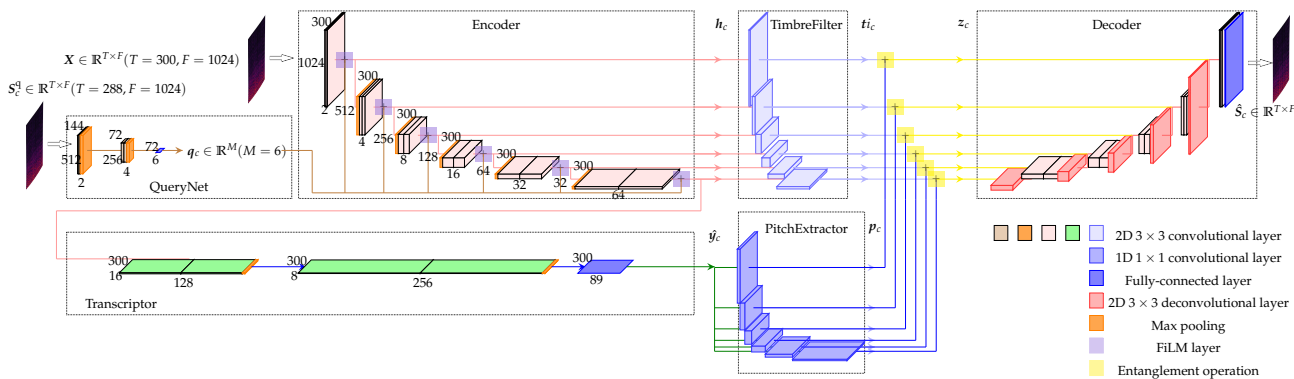 Encoder
h_c
TimbreFilter
ti_c
z_c
Decoder
X ∈ ℝ^{T×F}(T = 300, F = 1024)
S_c^q ∈ ℝ^{T×F}(T = 288, F = 1024)
300
1024
2
512
300
4
256
300
8
128
300
16
64
300
32
32
300
64
Ŝ_c ∈ ℝ^{T×F}
144
512
2
72
256
4
72
6
q_c ∈ ℝ^M(M = 6)
QueryNet
ŷ_c
PitchExtractor
p_c
300
16
128
300
8
256
300
89
Transcriptor
2D 3 × 3 convolutional layer
1D 1 × 1 convolutional layer
Fully-connected layer
2D 3 × 3 deconvolutional layer
Max pooling
FiLM layer
Entanglement operation